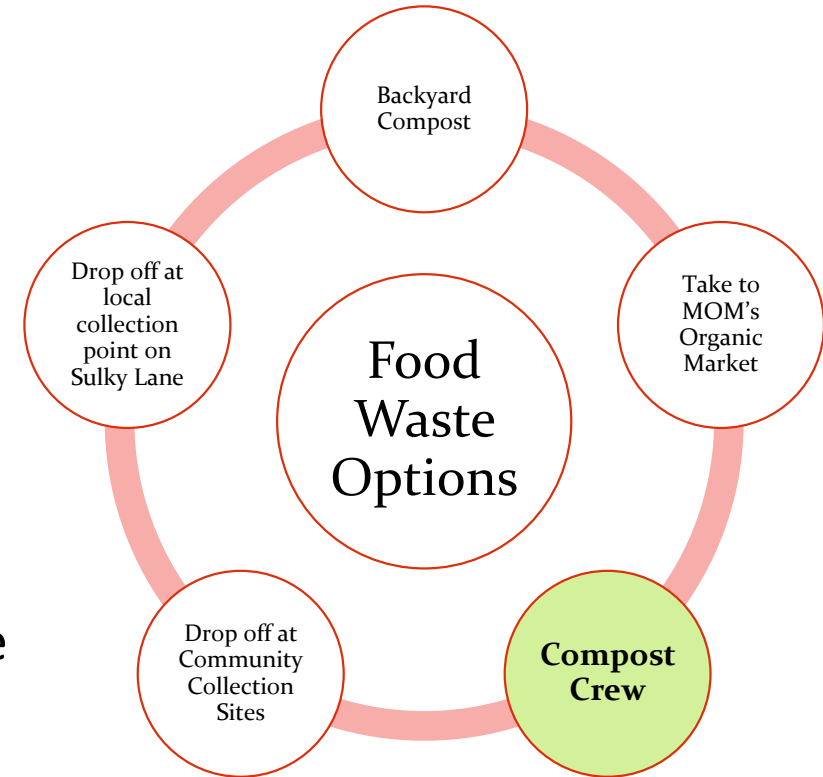 Backyard
Compost
Drop off at
local
collection
point on
Sulky Lane
Take to
MOM's
Organic
Market
Food
Waste
Options
Drop off at
Community
Collection
Sites
Compost
Crew
e